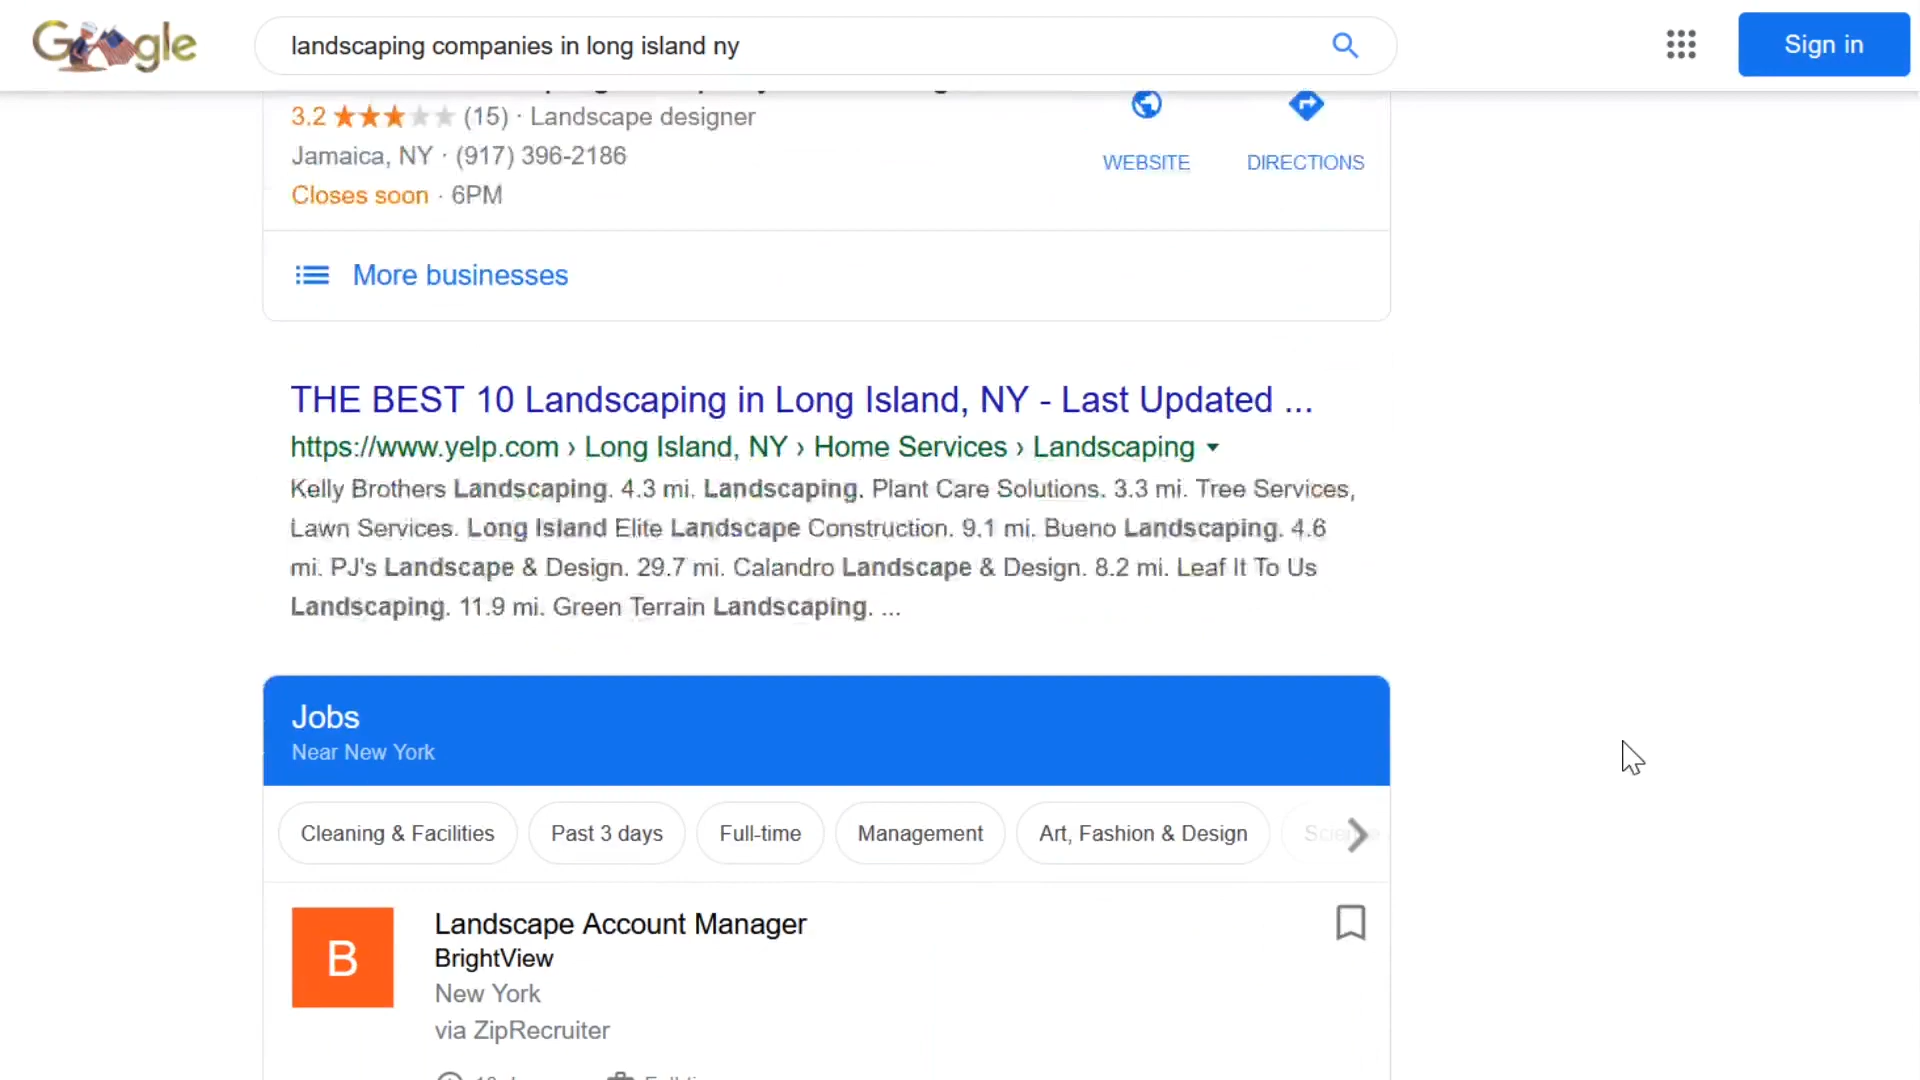 Google
landscaping companies in long island ny
Sign in
3.2 (15) · Landscape designer
Jamaica, NY · (917) 396-2186
Closes soon · 6PM
WEBSITE
DIRECTIONS
More businesses
THE BEST 10 Landscaping in Long Island, NY - Last Updated ...
https://www.yelp.com › Long Island, NY › Home Services › Landscaping
Kelly Brothers Landscaping. 4.3 mi. Landscaping. Plant Care Solutions. 3.3 mi. Tree Services,
Lawn Services. Long Island Elite Landscape Construction. 9.1 mi. Bueno Landscaping. 4.6
mi. PJ's Landscape & Design. 29.7 mi. Calandro Landscape & Design. 8.2 mi. Leaf It To Us
Landscaping. 11.9 mi. Green Terrain Landscaping. ...
Jobs
Near New York
Cleaning & Facilities
Past 3 days
Full-time
Management
Art, Fashion & Design
B
Landscape Account Manager
BrightView
New York
via ZipRecruiter